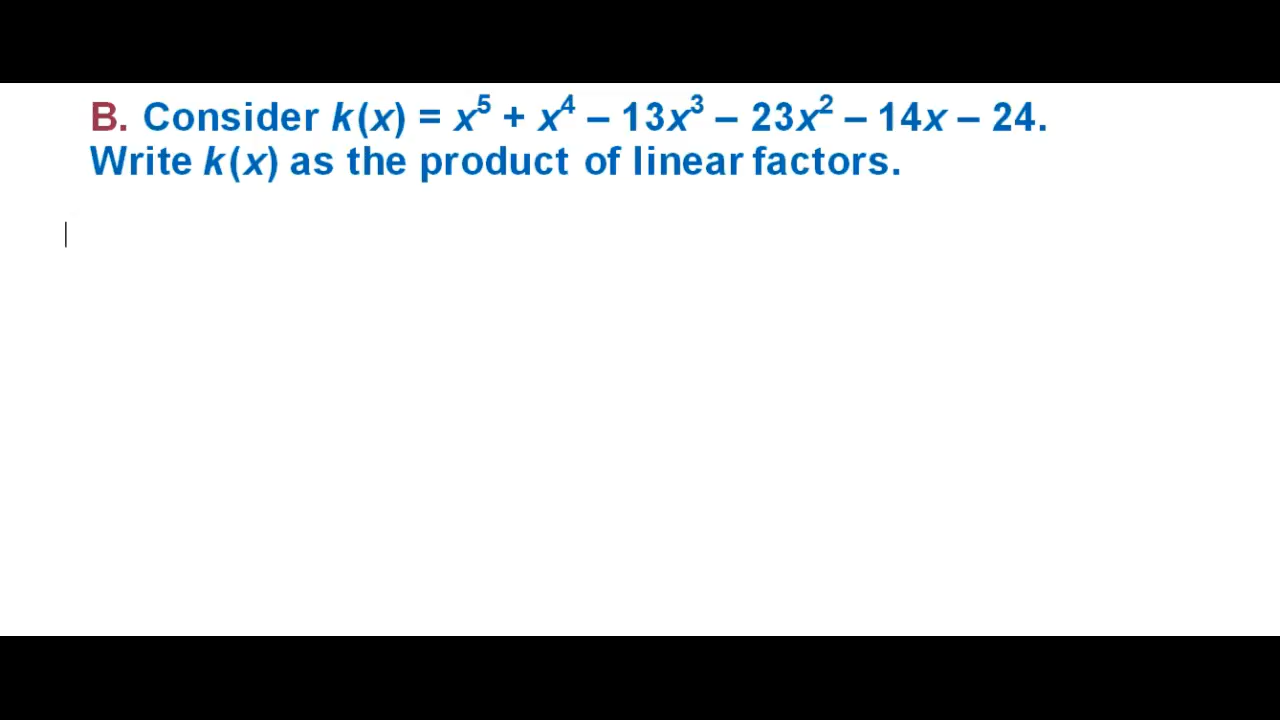 B. Consider k(x) = x⁵ + x⁴ – 13x³ – 23x² – 14x – 24.
Write k(x) as the product of linear factors.